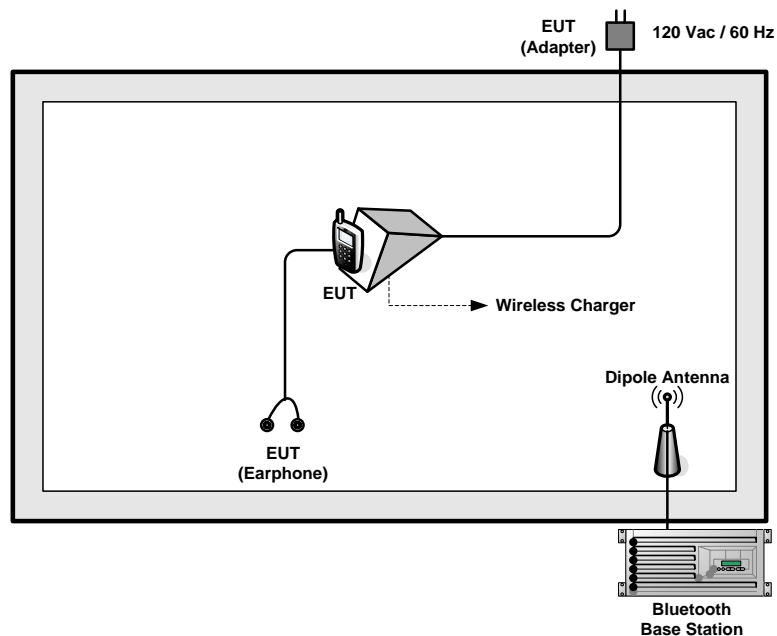 EUT
(Adapter)
120 Vac / 60 Hz
EUT
Wireless Charger
Dipole Antenna
EUT
(Earphone)
Bluetooth
Base Station